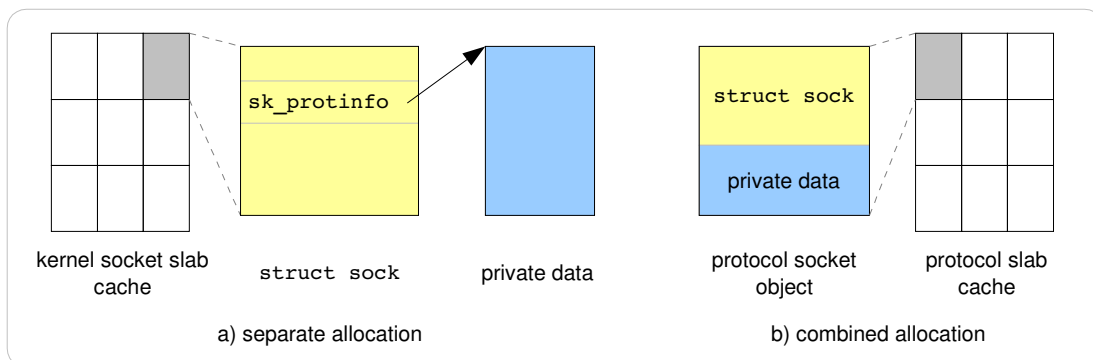 sk_protinfo
struct sock
private data
kernel socket slab
cache
struct sock
private data
protocol socket
object
protocol slab
cache
a) separate allocation
b) combined allocation